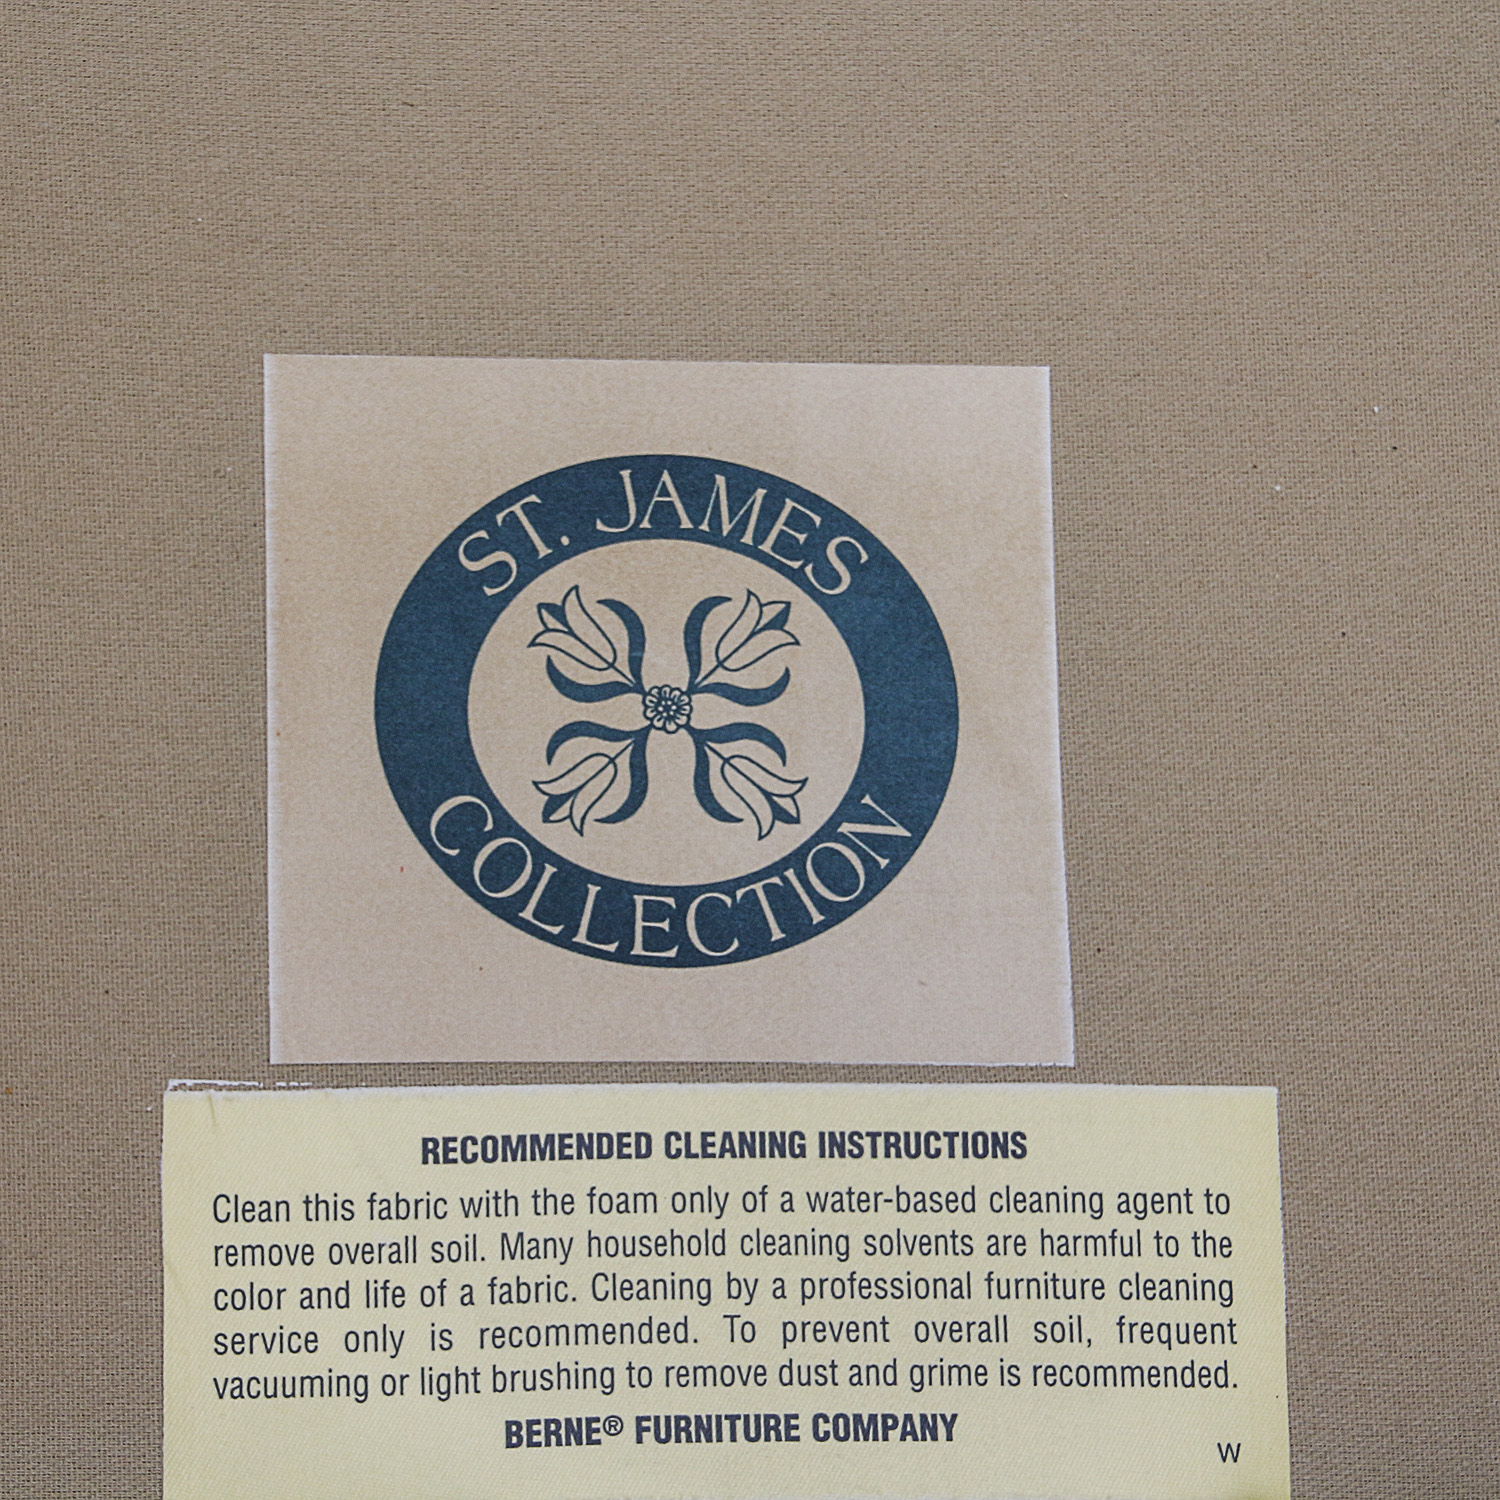 ST. JAMES
COLLECTION
RECOMMENDED CLEANING INSTRUCTIONS
Clean this fabric with the foam only of a water-based cleaning agent to
remove overall soil. Many household cleaning solvents are harmful to the
color and life of a fabric. Cleaning by a professional furniture cleaning
service only is recommended. To prevent overall soil, frequent
vacuuming or light brushing to remove dust and grime is recommended.
BERNE® FURNITURE COMPANY
W